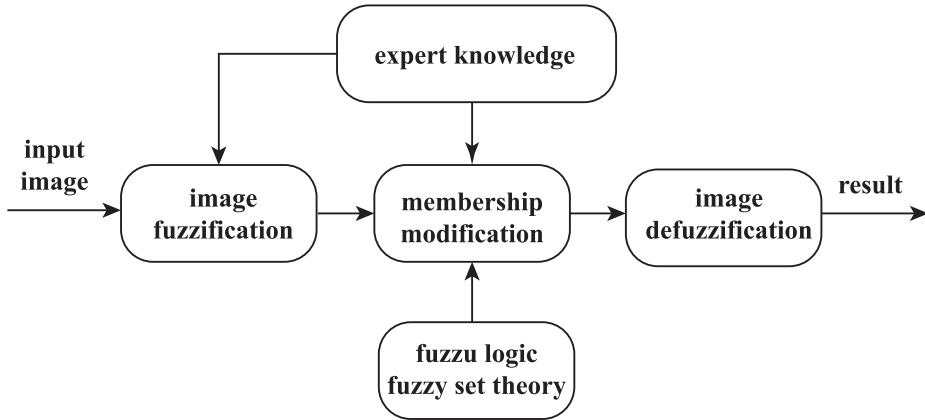 expert knowledge
input
image
image
fuzzification
membership
modification
image
defuzzification
result
fuzzu logic
fuzzy set theory